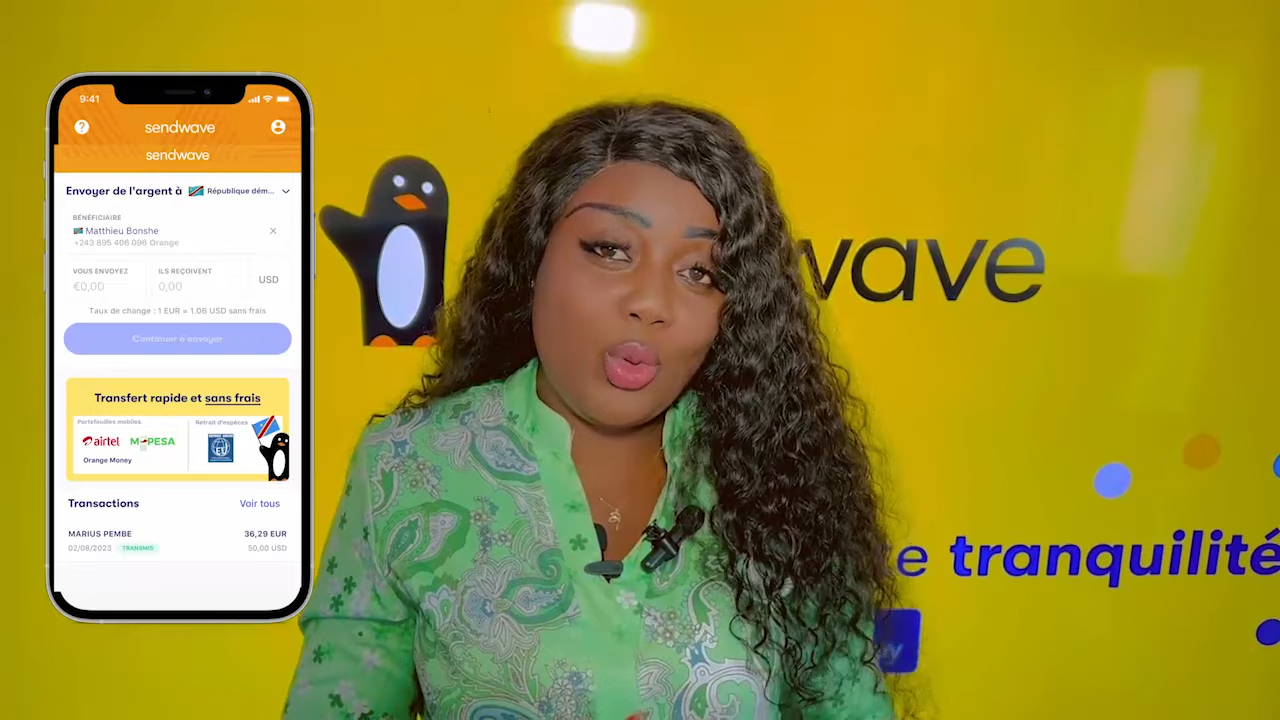 9:41
sendwave
sendwave
Envoyer de l'argent à République dém...
BÉNÉFICIAIRE
Matthieu Bonshe
+243 895 406 096 Orange
VOUS ENVOYEZ
ILS REÇOIVENT
USD
€0,00
0,00
Taux de change : 1 EUR = 1.06 USD sans frais
Continuer à envoyer
Transfert rapide et sans frais
Portefeuilles mobiles
Retrait d'espèces
airtel
M-PESA
Orange Money
Transactions
Voir tous
MARIUS PEMBE
36,29 EUR
02/08/2023
TRANSMIS
50,00 USD
wave
e tranquilité